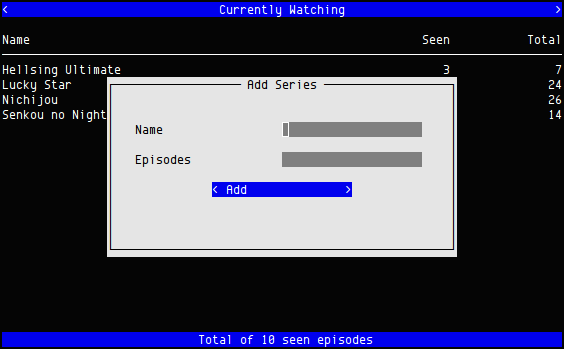 < Currently Watching >
Name Seen Total
Hellsing Ultimate 3 7
Lucky Star 24
Nichijou 26
Senkou no Night 14
Add Series
Name
Episodes
< Add >
Total of 10 seen episodes